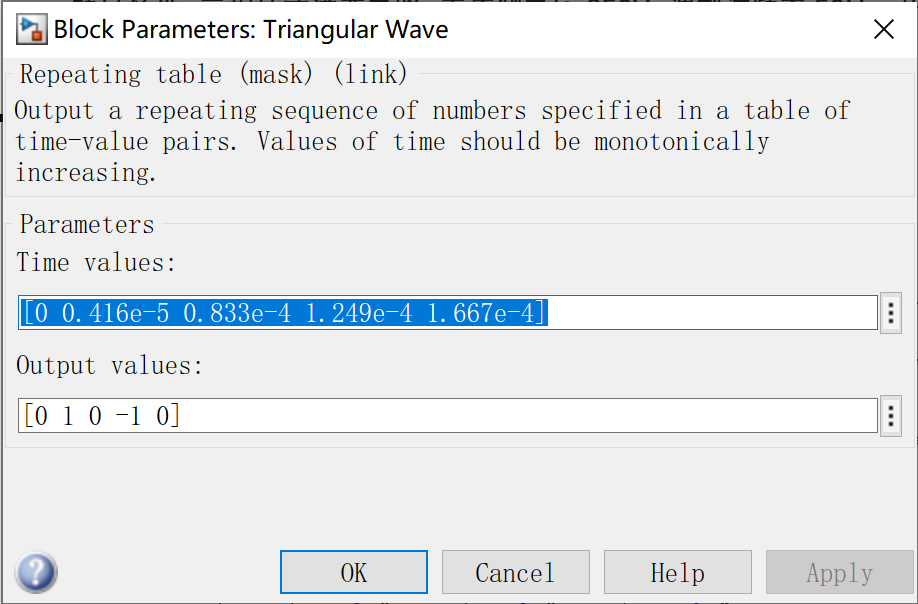 Block Parameters: Triangular Wave
Repeating table (mask) (link)
Output a repeating sequence of numbers specified in a table of
time-value pairs. Values of time should be monotonically
increasing.
Parameters
Time values:
[0 0.416e-5 0.833e-4 1.249e-4 1.667e-4]
Output values:
[0 1 0 -1 0]
OK Cancel Help Apply